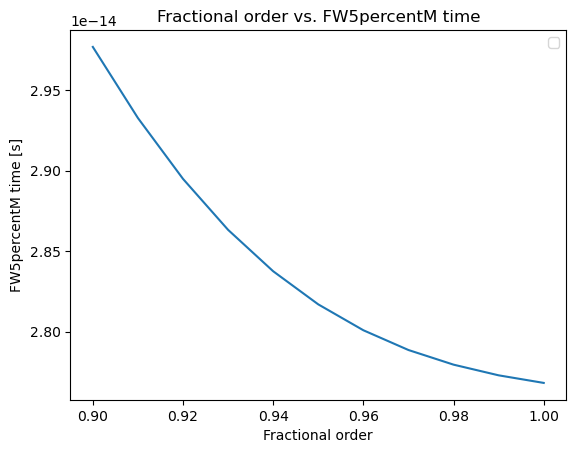 Fractional order vs. FW5percentM time
1e−14
2.95
2.90
2.85
2.80
FW5percentM time [s]
0.90 0.92 0.94 0.96 0.98 1.00
Fractional order